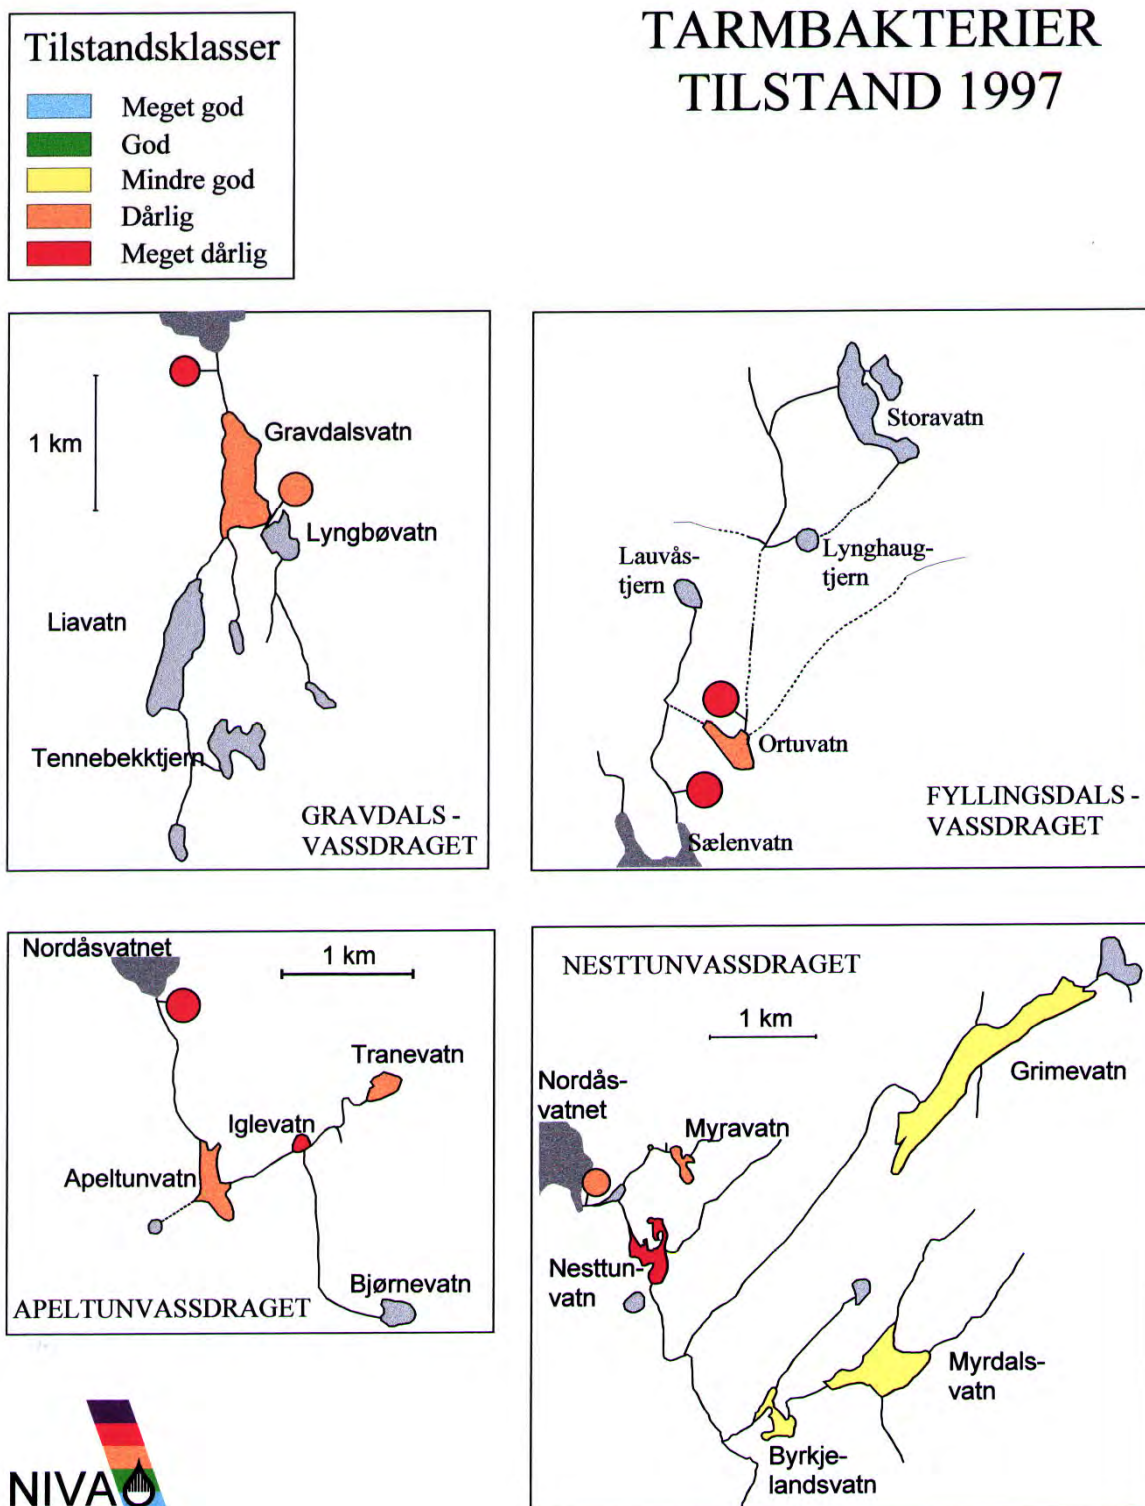 TARMBAKTERIER
TILSTAND 1997
Tilstandsklasser
Meget god
God
Mindre god
Dårlig
Meget dårlig
1 km
Gravdalsvatn
Lyngbøvatn
Liavatn
Tennebekktjern
GRAVDALS -
VASSDRAGET
Storavatn
Lynghaug-
tjern
Lauvås-
tjern
Ortuvatn
Sælenvatn
FYLLINGSDALS -
VASSDRAGET
Nordåsvatnet
1 km
Tranevatn
Iglevatn
Apeltunvatn
Bjørnevatn
APELTUNVASSDRAGET
NESTTUNVASSDRAGET
1 km
Grimevatn
Nordås-
vatnet
Myravatn
Nesttun-
vatn
Myrdals-
vatn
Byrkje-
landsvatn
NIVA